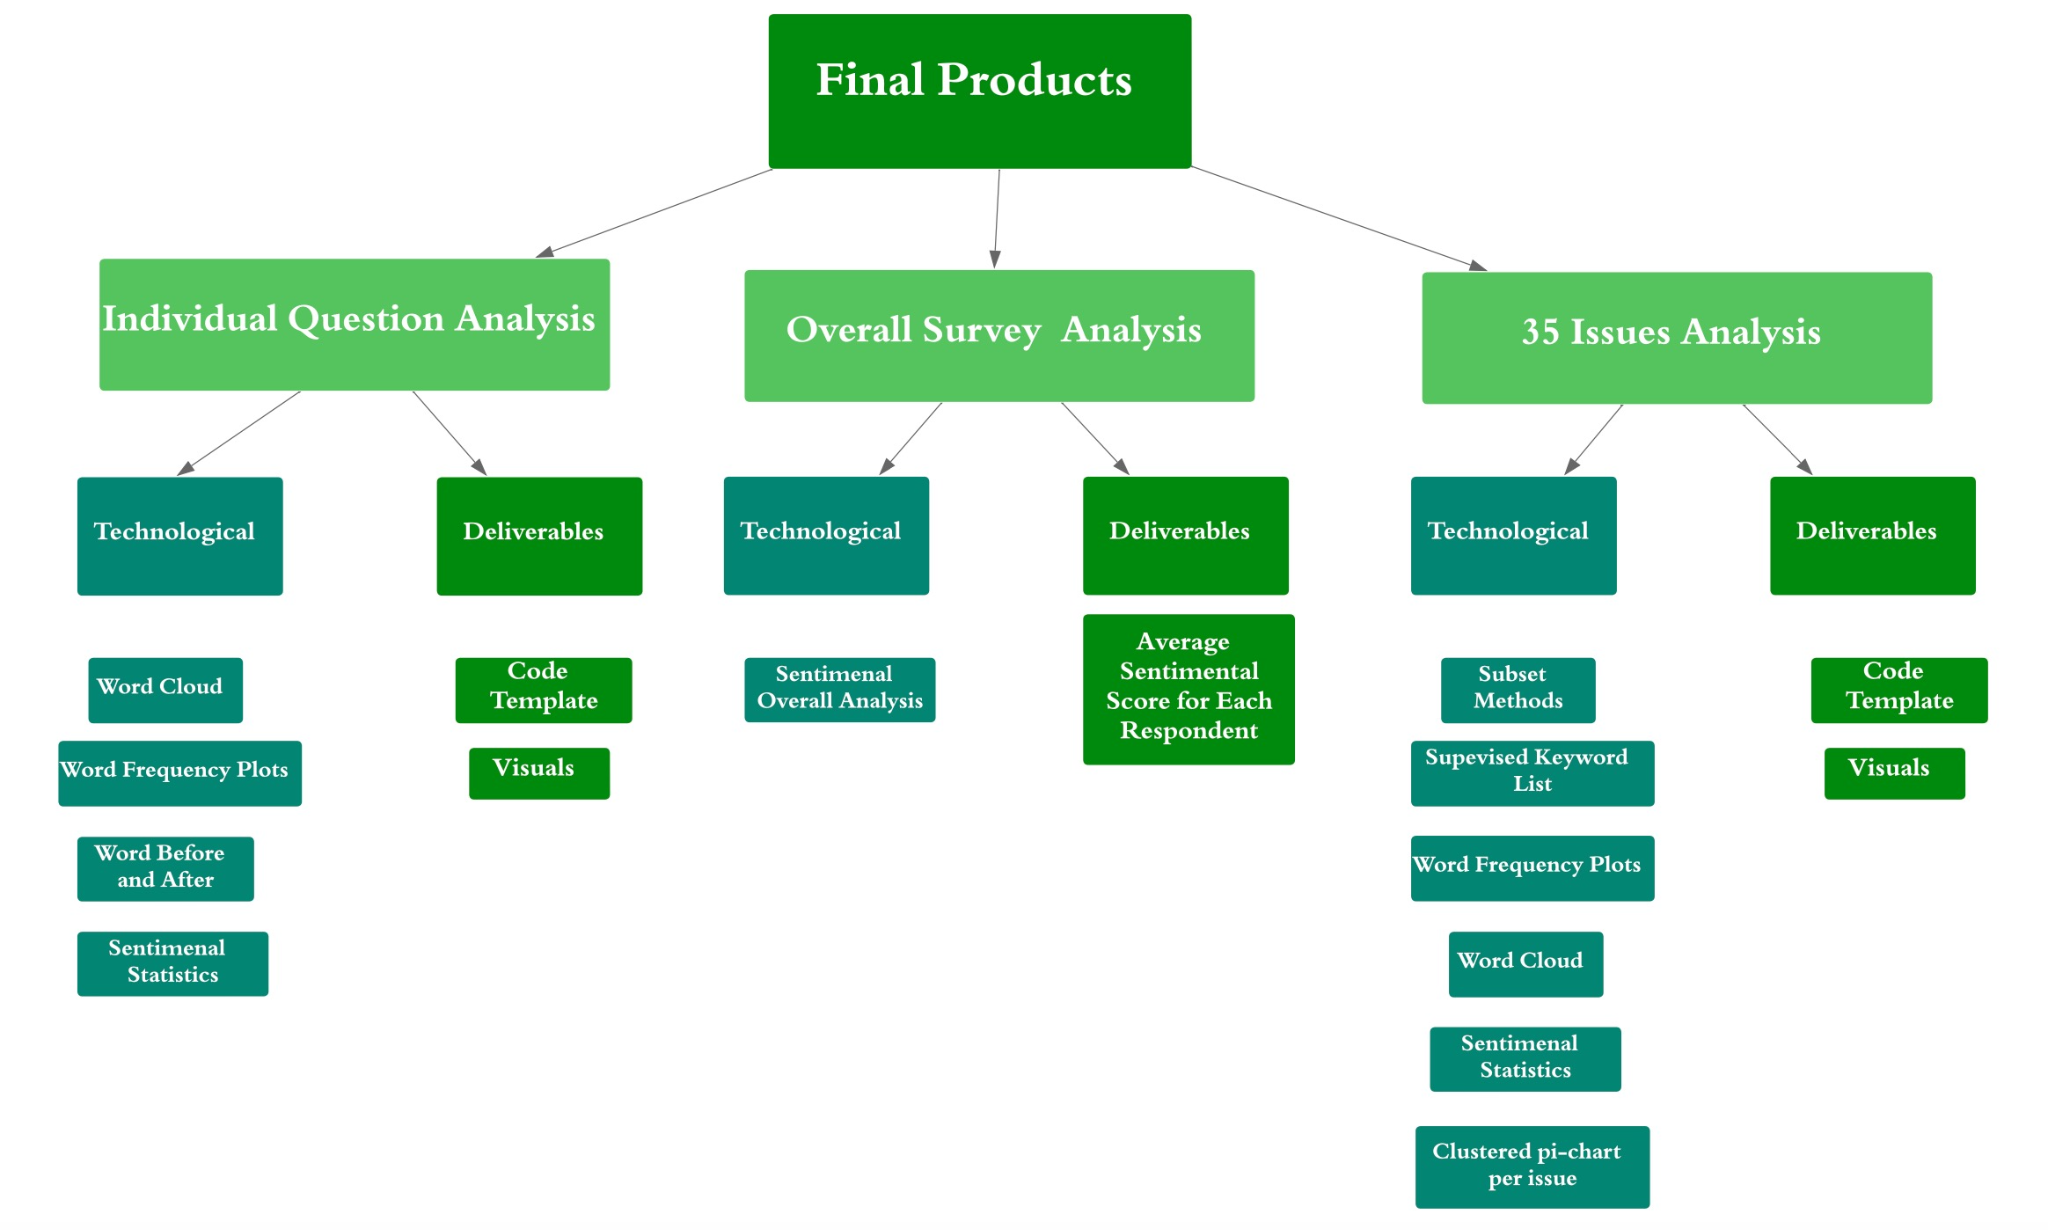 Final Products
Individual Question Analysis
Overall Survey Analysis
35 Issues Analysis
Technological
Deliverables
Technological
Deliverables
Technological
Deliverables
Word Cloud
Word Frequency Plots
Word Before
and After
Sentimenal
Statistics
Code
Template
Visuals
Sentimenal
Overall Analysis
Average
Sentimental
Score for Each
Respondent
Subset
Methods
Supevised Keyword
List
Word Frequency Plots
Word Cloud
Sentimenal
Statistics
Clustered pi-chart
per issue
Code
Template
Visuals